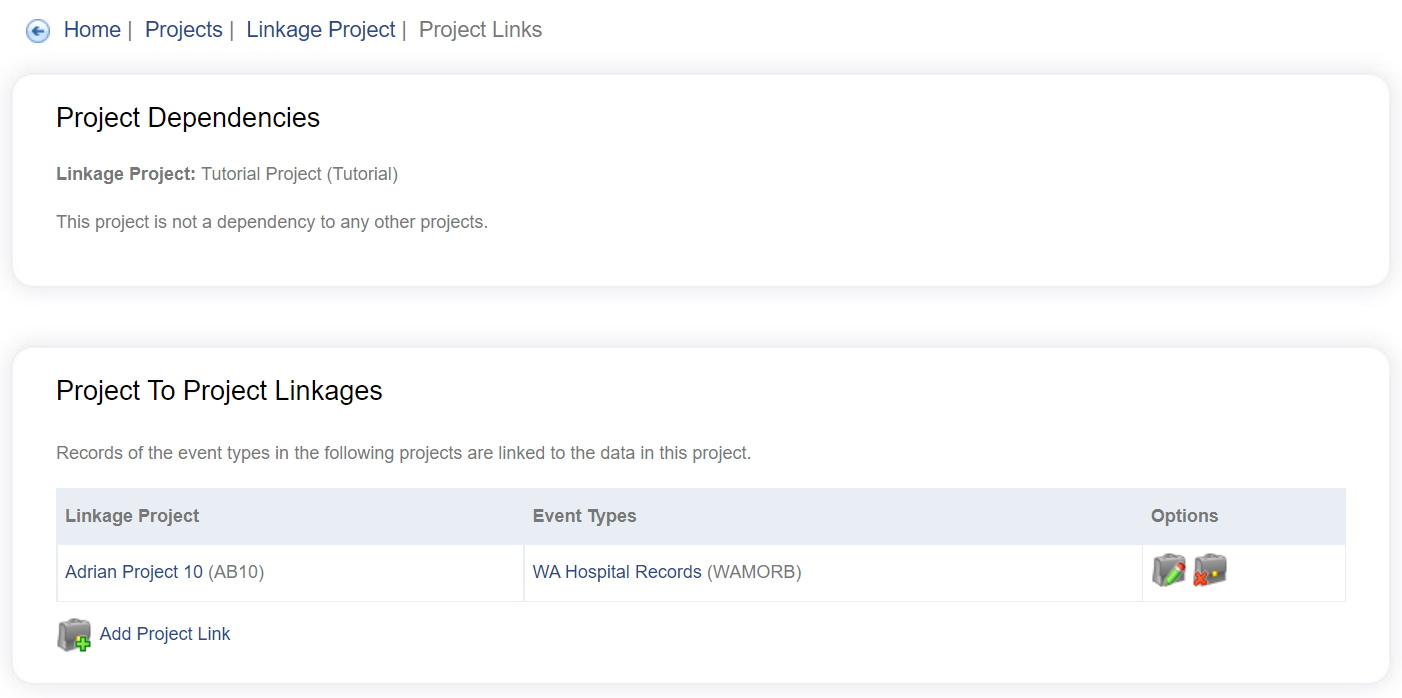 Home | Projects | Linkage Project | Project Links
Project Dependencies
Linkage Project: Tutorial Project (Tutorial)
This project is not a dependency to any other projects.
Project To Project Linkages
Records of the event types in the following projects are linked to the data in this project.
Linkage Project Event Types Options
Adrian Project 10 (AB10) WA Hospital Records (WAMORB)
Add Project Link